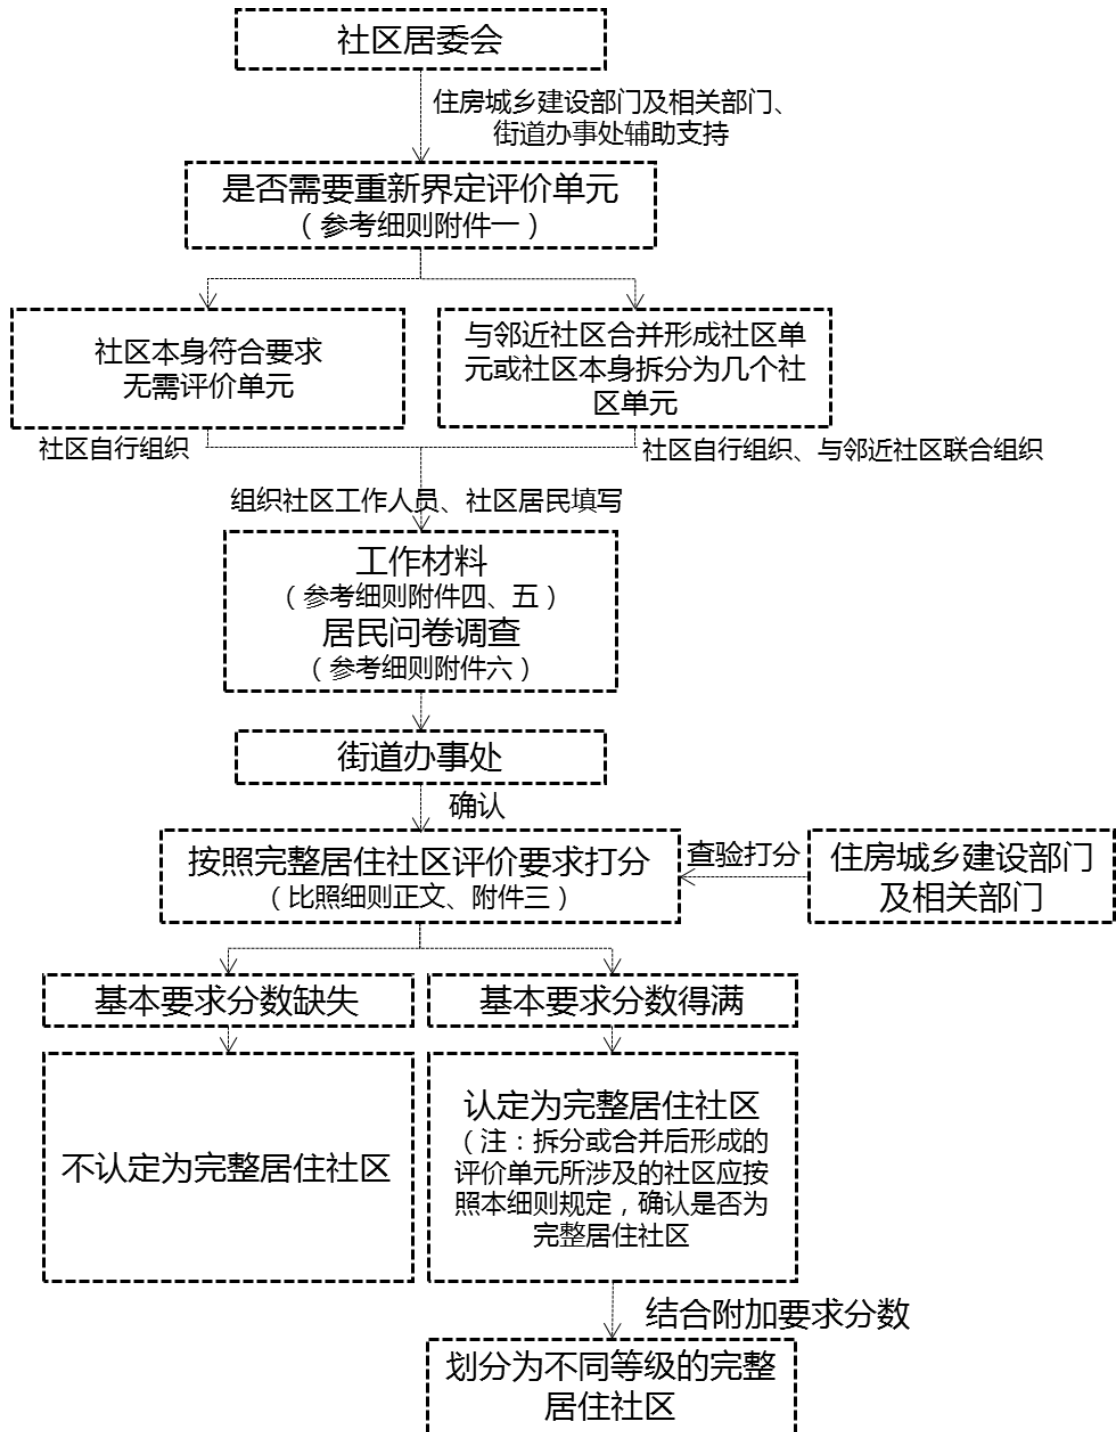 社区居委会
住房城乡建设部门及相关部门、
街道办事处辅助支持
是否需要重新界定评价单元
（参考细则附件一）
社区本身符合要求
无需评价单元
与邻近社区合并形成社区单
元或社区本身拆分为几个社
区单元
社区自行组织
社区自行组织、与邻近社区联合组织
组织社区工作人员、社区居民填写
工作材料
（参考细则附件四、五）
居民问卷调查
（参考细则附件六）
街道办事处
确认
按照完整居住社区评价要求打分
（比照细则正文、附件三）
查验打分
住房城乡建设部门
及相关部门
基本要求分数缺失
基本要求分数得满
不认定为完整居住社区
认定为完整居住社区
（注：拆分或合并后形成的
评价单元所涉及的社区应按
照本细则规定，确认是否为
完整居住社区
结合附加要求分数
划分为不同等级的完整
居住社区